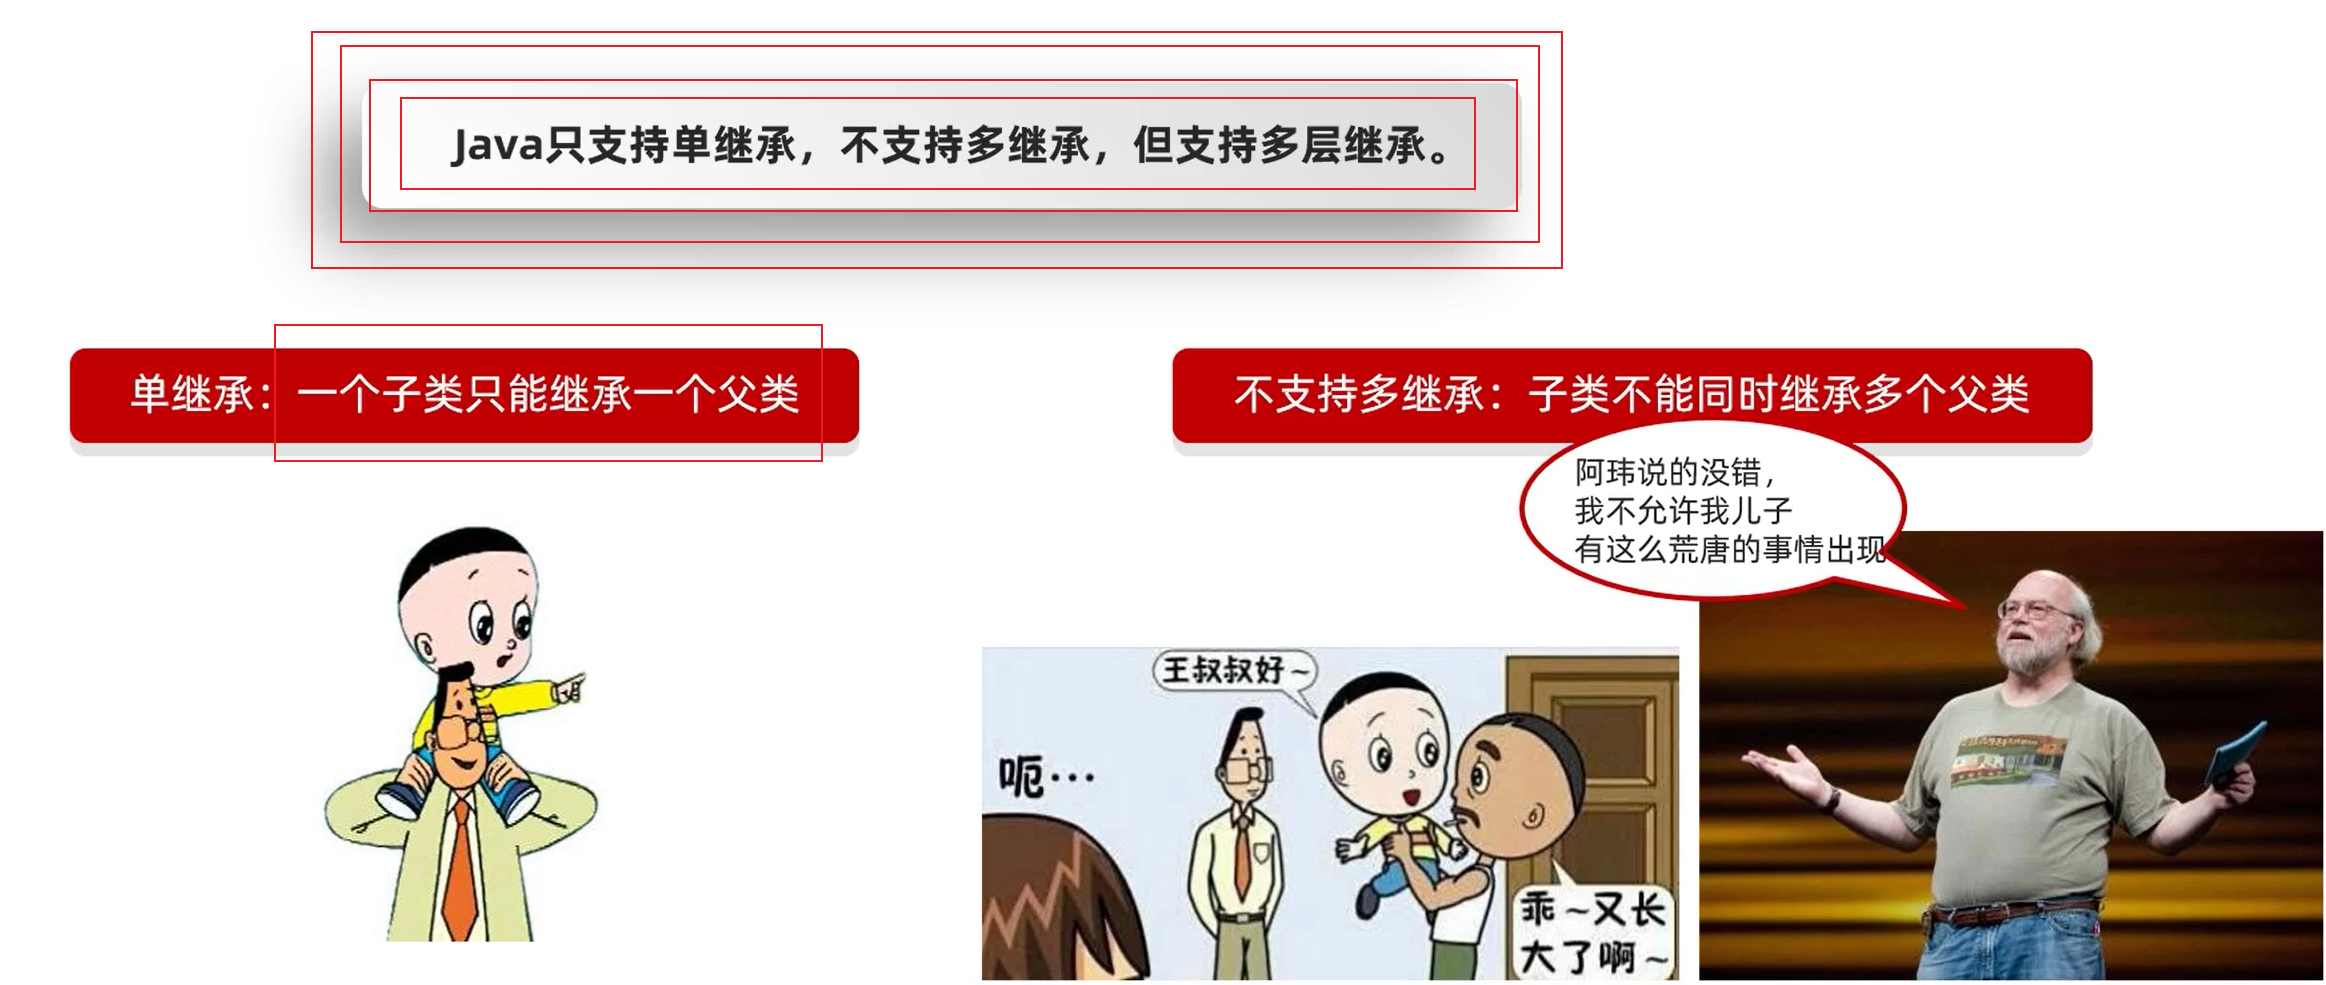 Java只支持单继承，不支持多继承，但支持多层继承。
单继承：一个子类只能继承一个父类
不支持多继承：子类不能同时继承多个父类
阿玮说的没错，
我不允许我儿子
有这么荒唐的事情出现
王叔叔好～
呃…
乖～又长
大了啊～